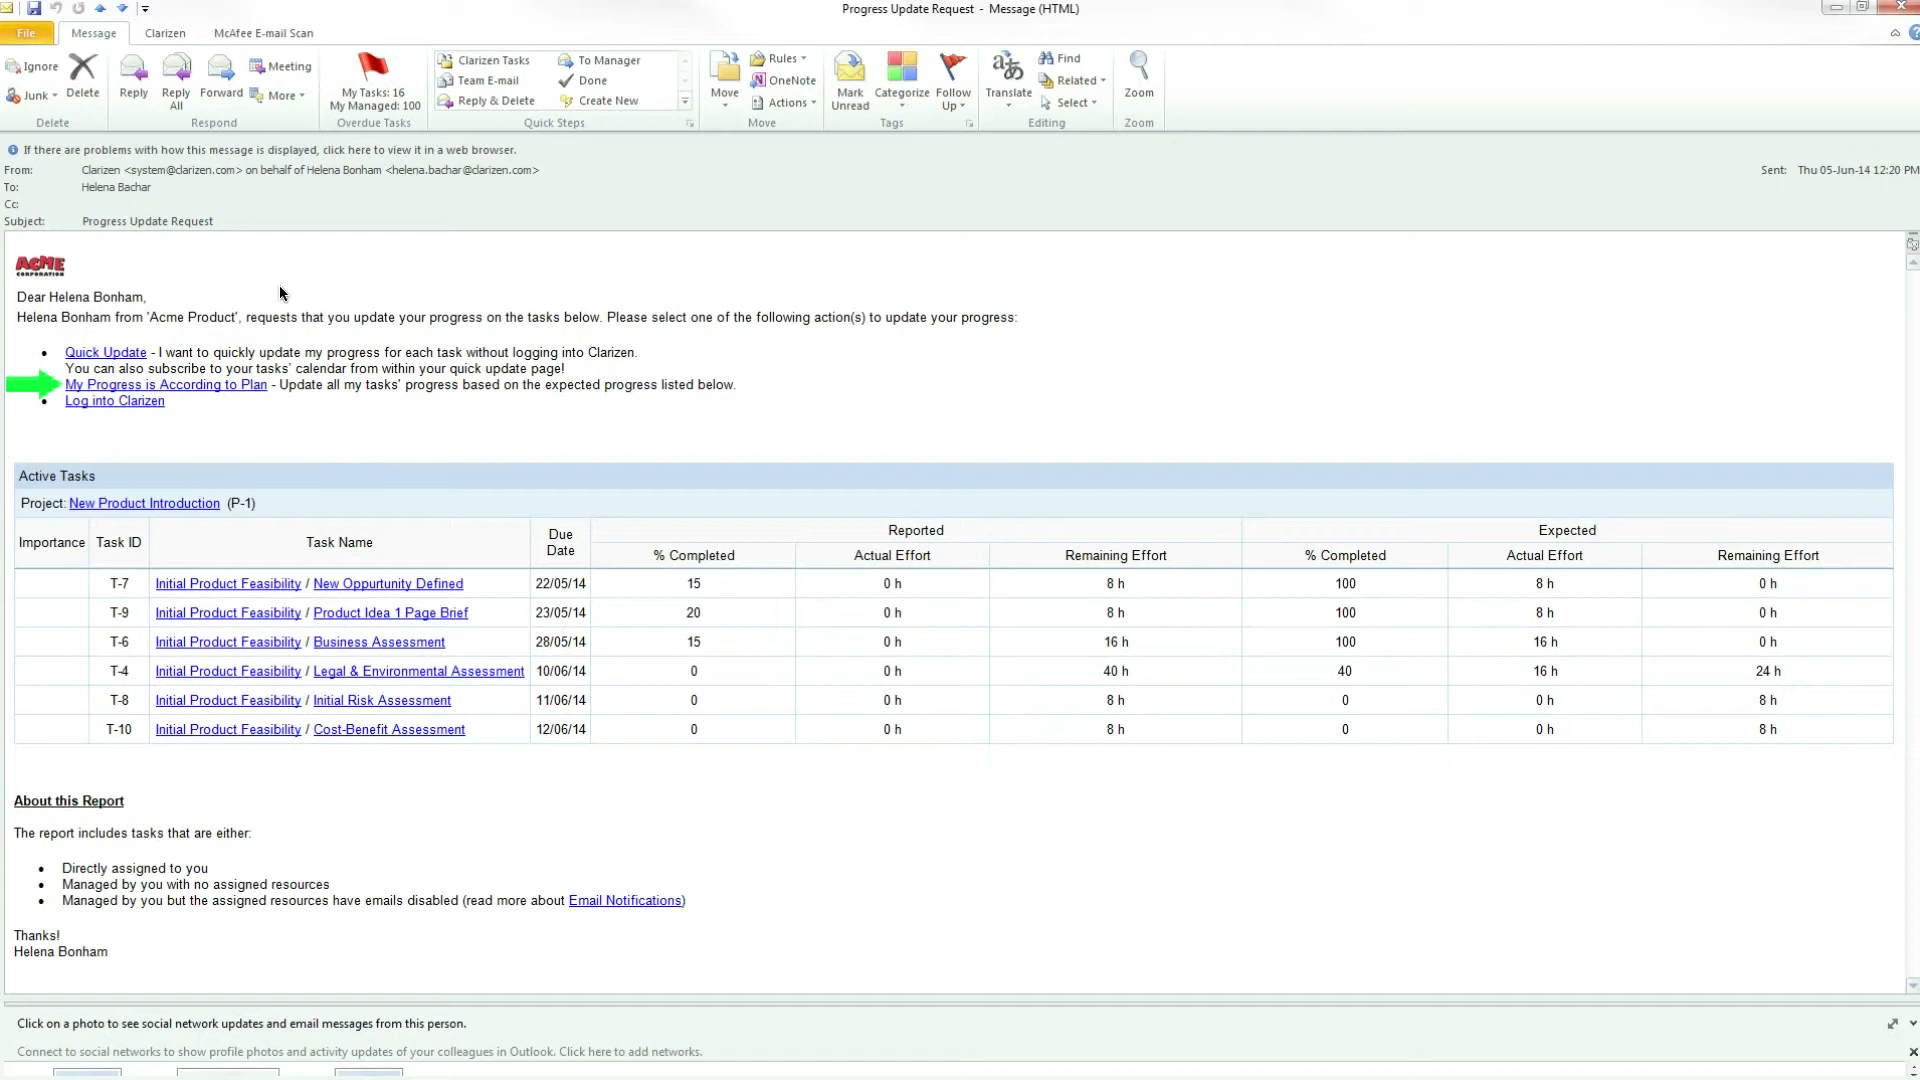 Progress Update Request - Message (HTML)
File Message Clarizen McAfee E-mail Scan
Ignore
Junk
Delete
Delete
Reply
Reply All
Forward
Meeting
More
Respond
My Tasks: 16
My Managed: 100
Overdue Tasks
Clarizen Tasks To Manager
Team E-mail Done
Reply & Delete Create New
Quick Steps
Move
Rules
OneNote
Actions
Move
Mark Unread
Categorize
Follow Up
Tags
Translate
Find
Related
Select
Editing
Zoom
Zoom
If there are problems with how this message is displayed, click here to view it in a web browser.
From: Clarizen <system@clarizen.com> on behalf of Helena Bonham <helena.bachar@clarizen.com> Sent: Thu 05-Jun-14 12:20 PM
To: Helena Bachar
Cc:
Subject: Progress Update Request
ACME
CORPORATION
Dear Helena Bonham,
Helena Bonham from 'Acme Product', requests that you update your progress on the tasks below. Please select one of the following action(s) to update your progress:
• Quick Update - I want to quickly update my progress for each task without logging into Clarizen.
You can also subscribe to your tasks' calendar from within your quick update page!
My Progress is According to Plan - Update all my tasks' progress based on the expected progress listed below.
• Log into Clarizen
Active Tasks
Project: New Product Introduction (P-1)
Importance Task ID Task Name Due Date Reported Expected
% Completed Actual Effort Remaining Effort % Completed Actual Effort Remaining Effort
T-7 Initial Product Feasibility / New Oppurtunity Defined 22/05/14 15 0 h 8 h 100 8 h 0 h
T-9 Initial Product Feasibility / Product Idea 1 Page Brief 23/05/14 20 0 h 8 h 100 8 h 0 h
T-6 Initial Product Feasibility / Business Assessment 28/05/14 15 0 h 16 h 100 16 h 0 h
T-4 Initial Product Feasibility / Legal & Environmental Assessment 10/06/14 0 0 h 40 h 40 16 h 24 h
T-8 Initial Product Feasibility / Initial Risk Assessment 11/06/14 0 0 h 8 h 0 0 h 8 h
T-10 Initial Product Feasibility / Cost-Benefit Assessment 12/06/14 0 0 h 8 h 0 0 h 8 h
About this Report
The report includes tasks that are either:
• Directly assigned to you
• Managed by you with no assigned resources
• Managed by you but the assigned resources have emails disabled (read more about Email Notifications)
Thanks!
Helena Bonham
Click on a photo to see social network updates and email messages from this person.
Connect to social networks to show profile photos and activity updates of your colleagues in Outlook. Click here to add networks.